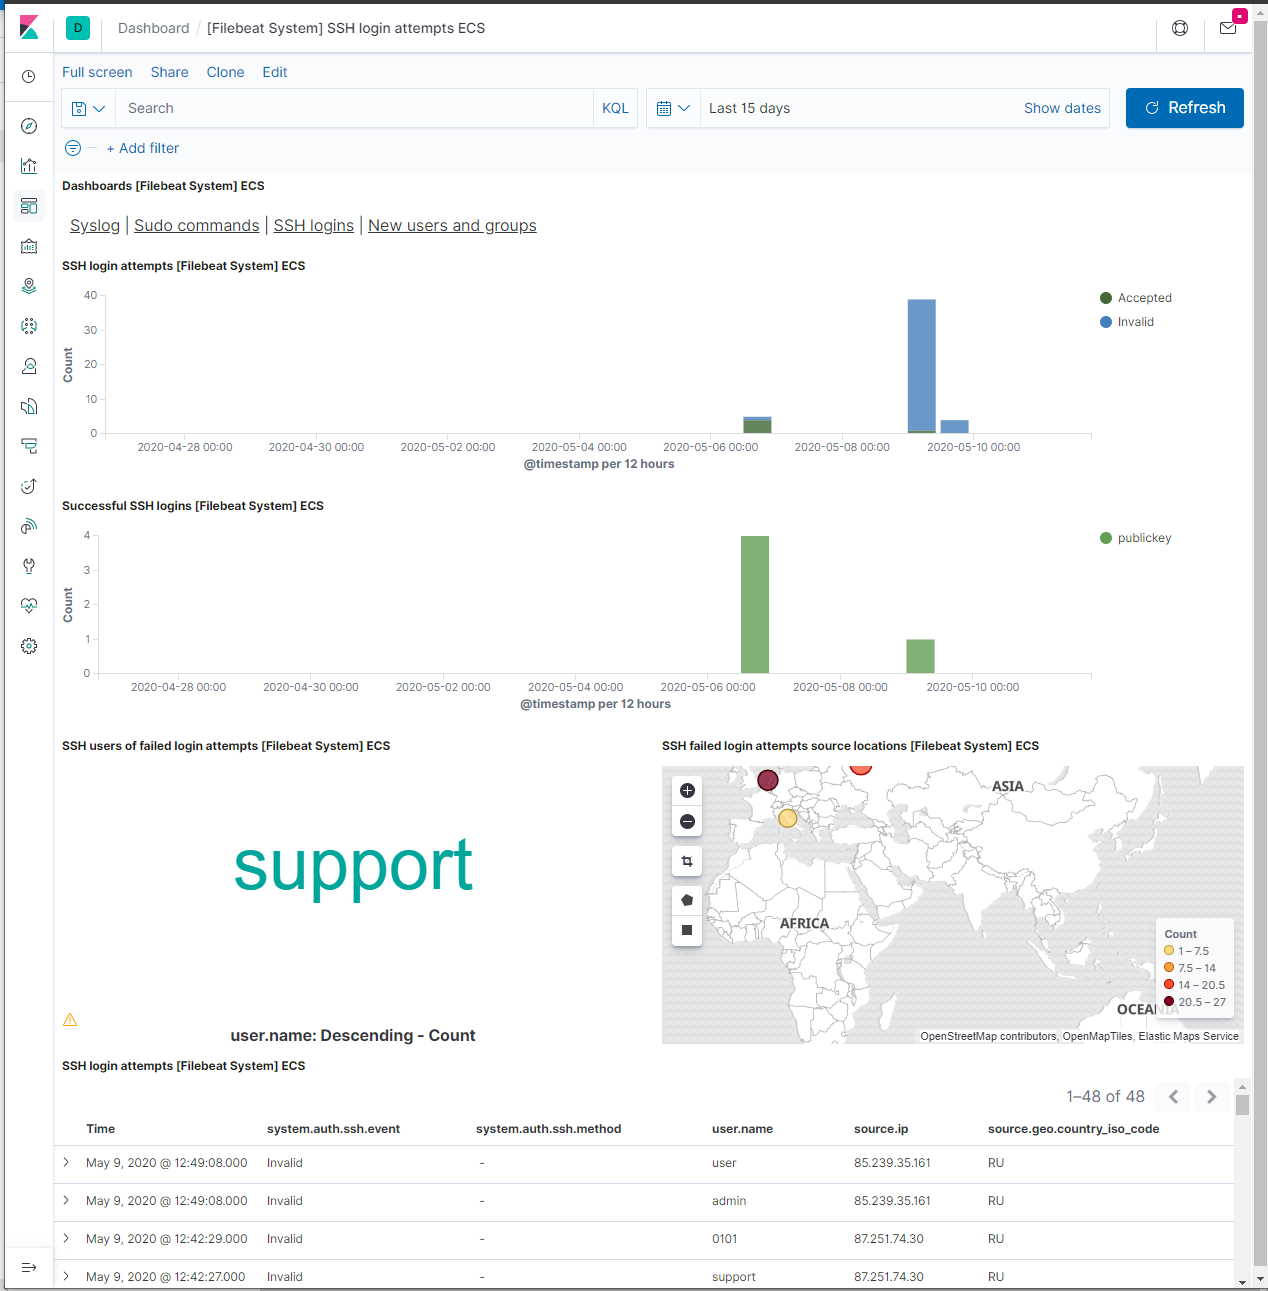 D Dashboard / [Filebeat System] SSH login attempts ECS
Full screen Share Clone Edit
Search KQL Last 15 days Show dates Refresh
+ Add filter
Dashboards [Filebeat System] ECS
Syslog | Sudo commands | SSH logins | New users and groups
SSH login attempts [Filebeat System] ECS
40
30
20
10
0
Count
2020-04-28 00:00 2020-04-30 00:00 2020-05-02 00:00 2020-05-04 00:00 2020-05-06 00:00 2020-05-08 00:00 2020-05-10 00:00
@timestamp per 12 hours
Accepted
Invalid
Successful SSH logins [Filebeat System] ECS
4
3
2
1
0
Count
2020-04-28 00:00 2020-04-30 00:00 2020-05-02 00:00 2020-05-04 00:00 2020-05-06 00:00 2020-05-08 00:00 2020-05-10 00:00
@timestamp per 12 hours
publickey
SSH users of failed login attempts [Filebeat System] ECS
support
user.name: Descending - Count
SSH failed login attempts source locations [Filebeat System] ECS
ASIA
AFRICA
OCEANIA
Count
1 – 7.5
7.5 – 14
14 – 20.5
20.5 – 27
OpenStreetMap contributors, OpenMapTiles, Elastic Maps Service
SSH login attempts [Filebeat System] ECS
1–48 of 48
Time system.auth.ssh.event system.auth.ssh.method user.name source.ip source.geo.country_iso_code
May 9, 2020 @ 12:49:08.000 Invalid - user 85.239.35.161 RU
May 9, 2020 @ 12:49:08.000 Invalid - admin 85.239.35.161 RU
May 9, 2020 @ 12:42:29.000 Invalid - 0101 87.251.74.30 RU
May 9, 2020 @ 12:42:27.000 Invalid - support 87.251.74.30 RU